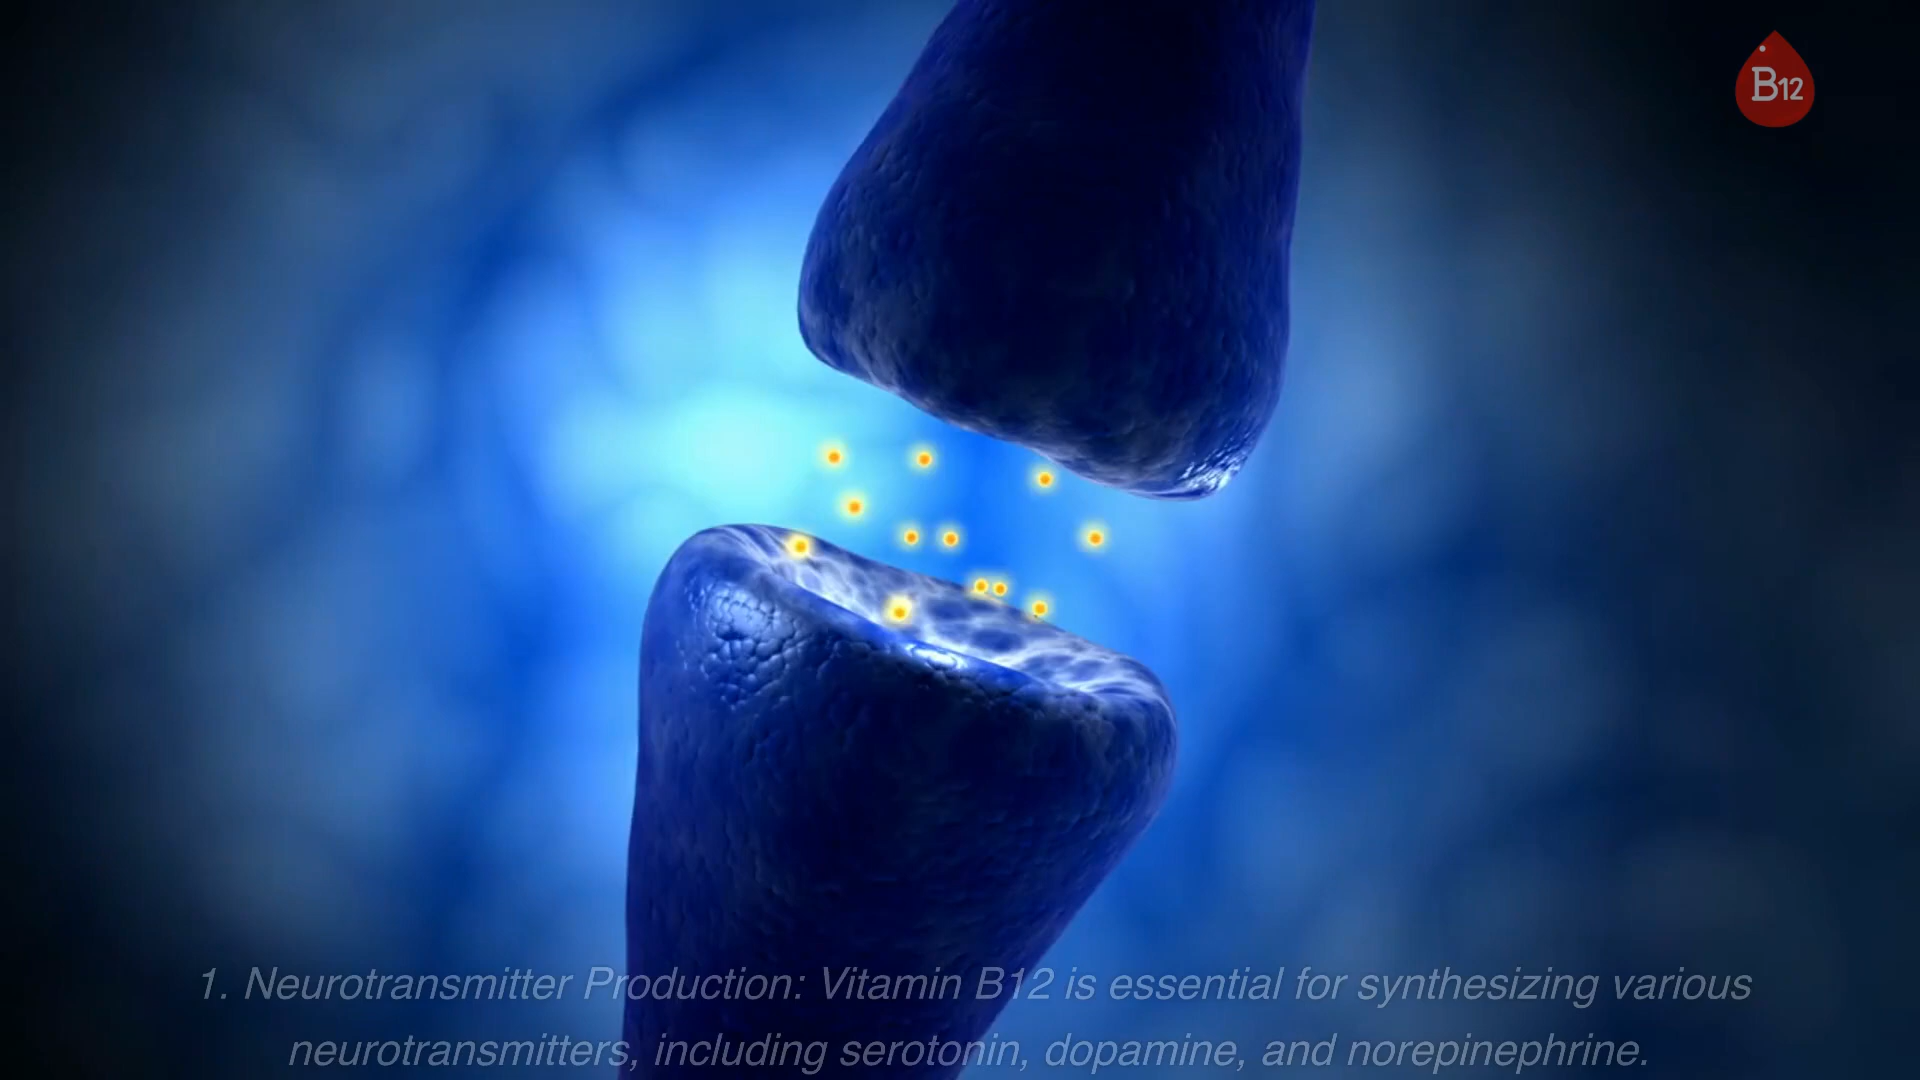 B12
1. Neurotransmitter Production: Vitamin B12 is essential for synthesizing various
neurotransmitters, including serotonin, dopamine, and norepinephrine.